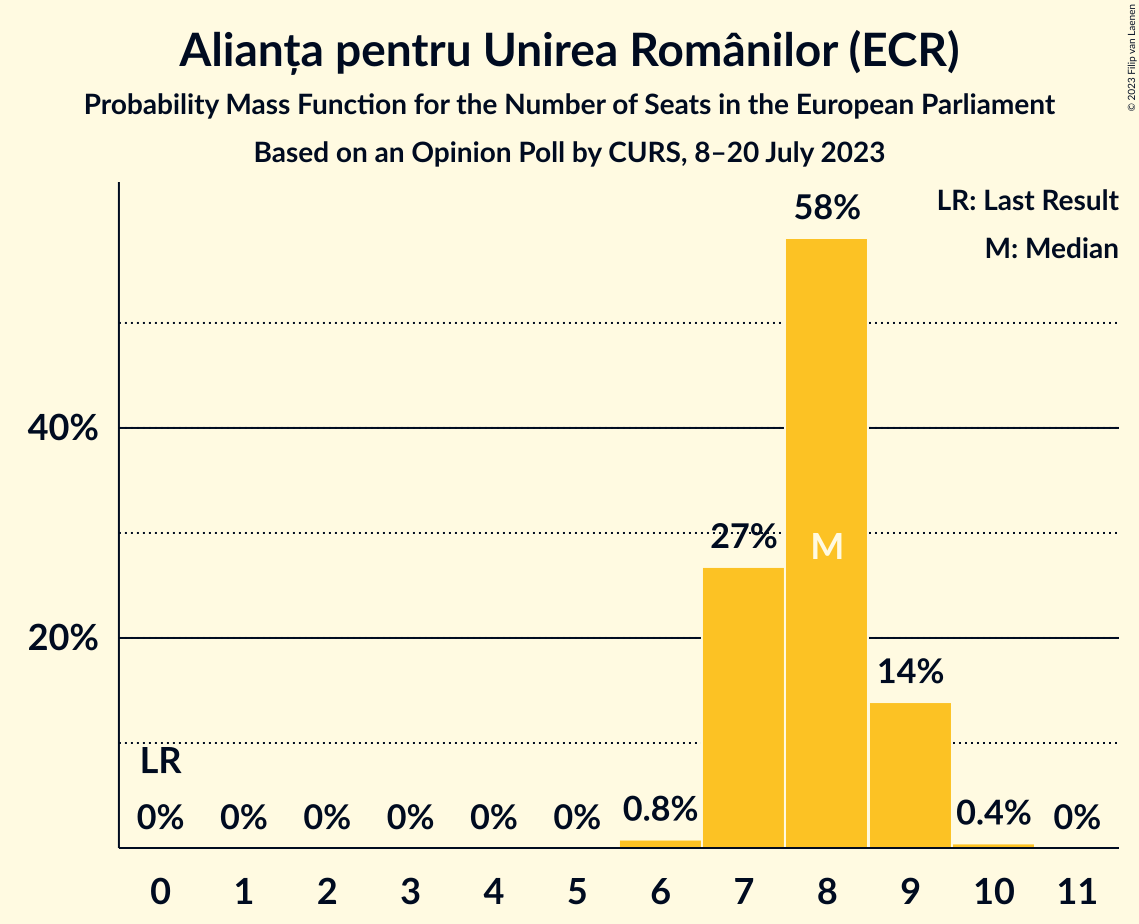 Alianța pentru Unirea Românilor (ECR)
Probability Mass Function for the Number of Seats in the European Parliament
Based on an Opinion Poll by CURS, 8–20 July 2023
© 2023 Filip van Laenen
LR: Last Result
M: Median
58%
40%
27%
M
20%
14%
LR
0% 0% 0% 0% 0% 0% 0.8% 0.4% 0%
0 1 2 3 4 5 6 7 8 9 10 11